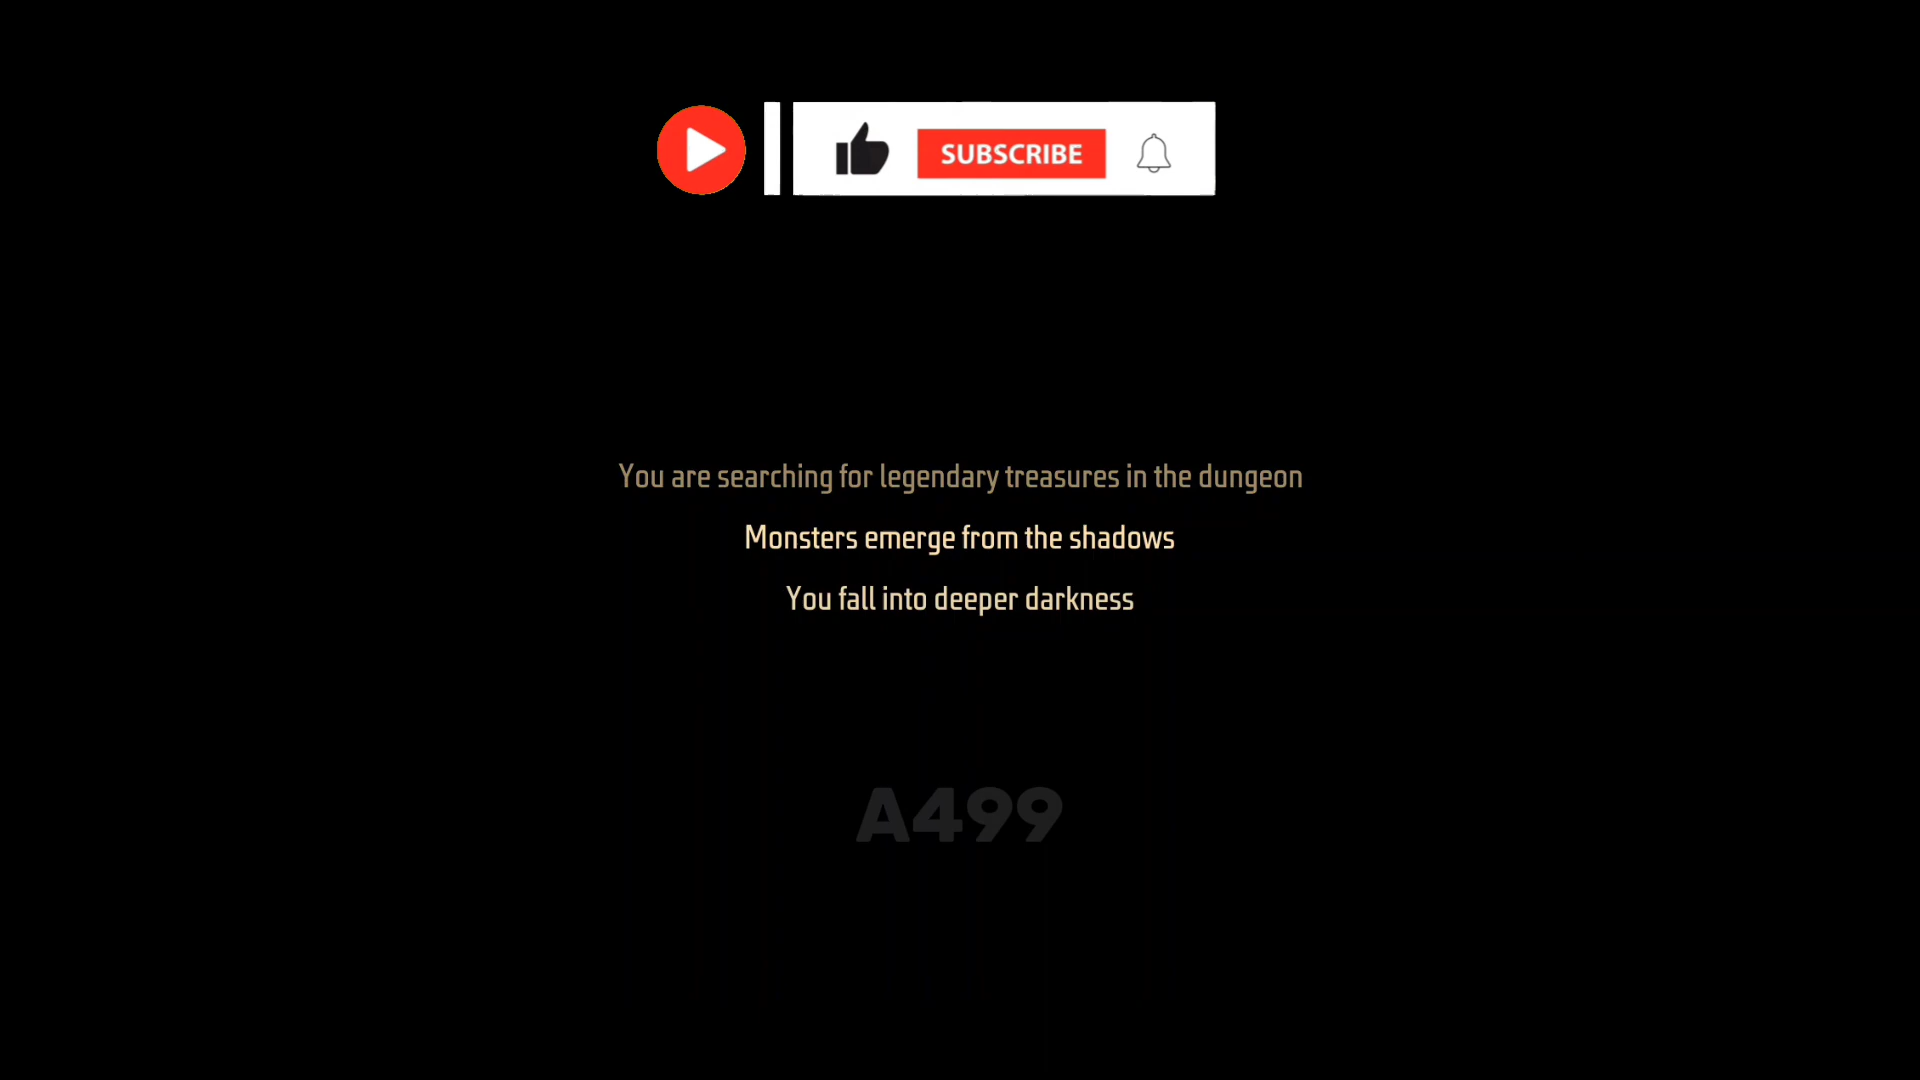 SUBSCRIBE
You are searching for legendary treasures in the dungeon
Monsters emerge from the shadows
You fall into deeper darkness
A499